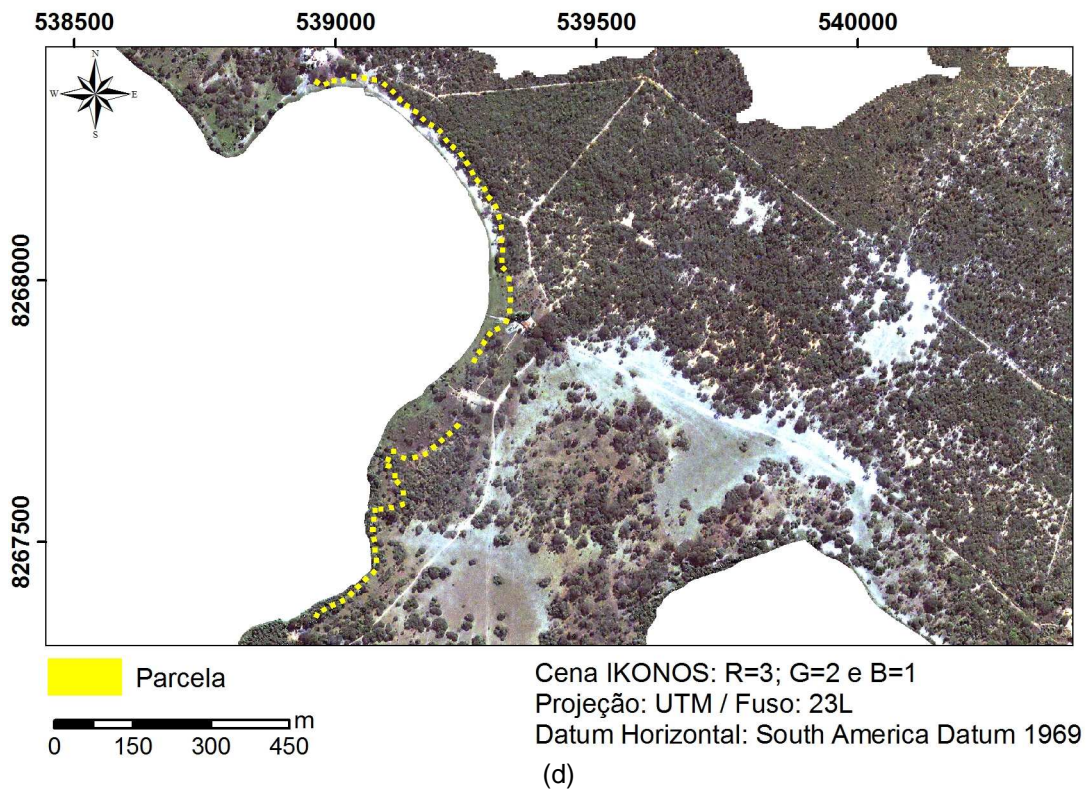 538500 539000 539500 540000
N
W E
S
8268000
8267500
Parcela
m
0 150 300 450
Cena IKONOS: R=3; G=2 e B=1
Projeção: UTM / Fuso: 23L
Datum Horizontal: South America Datum 1969
(d)